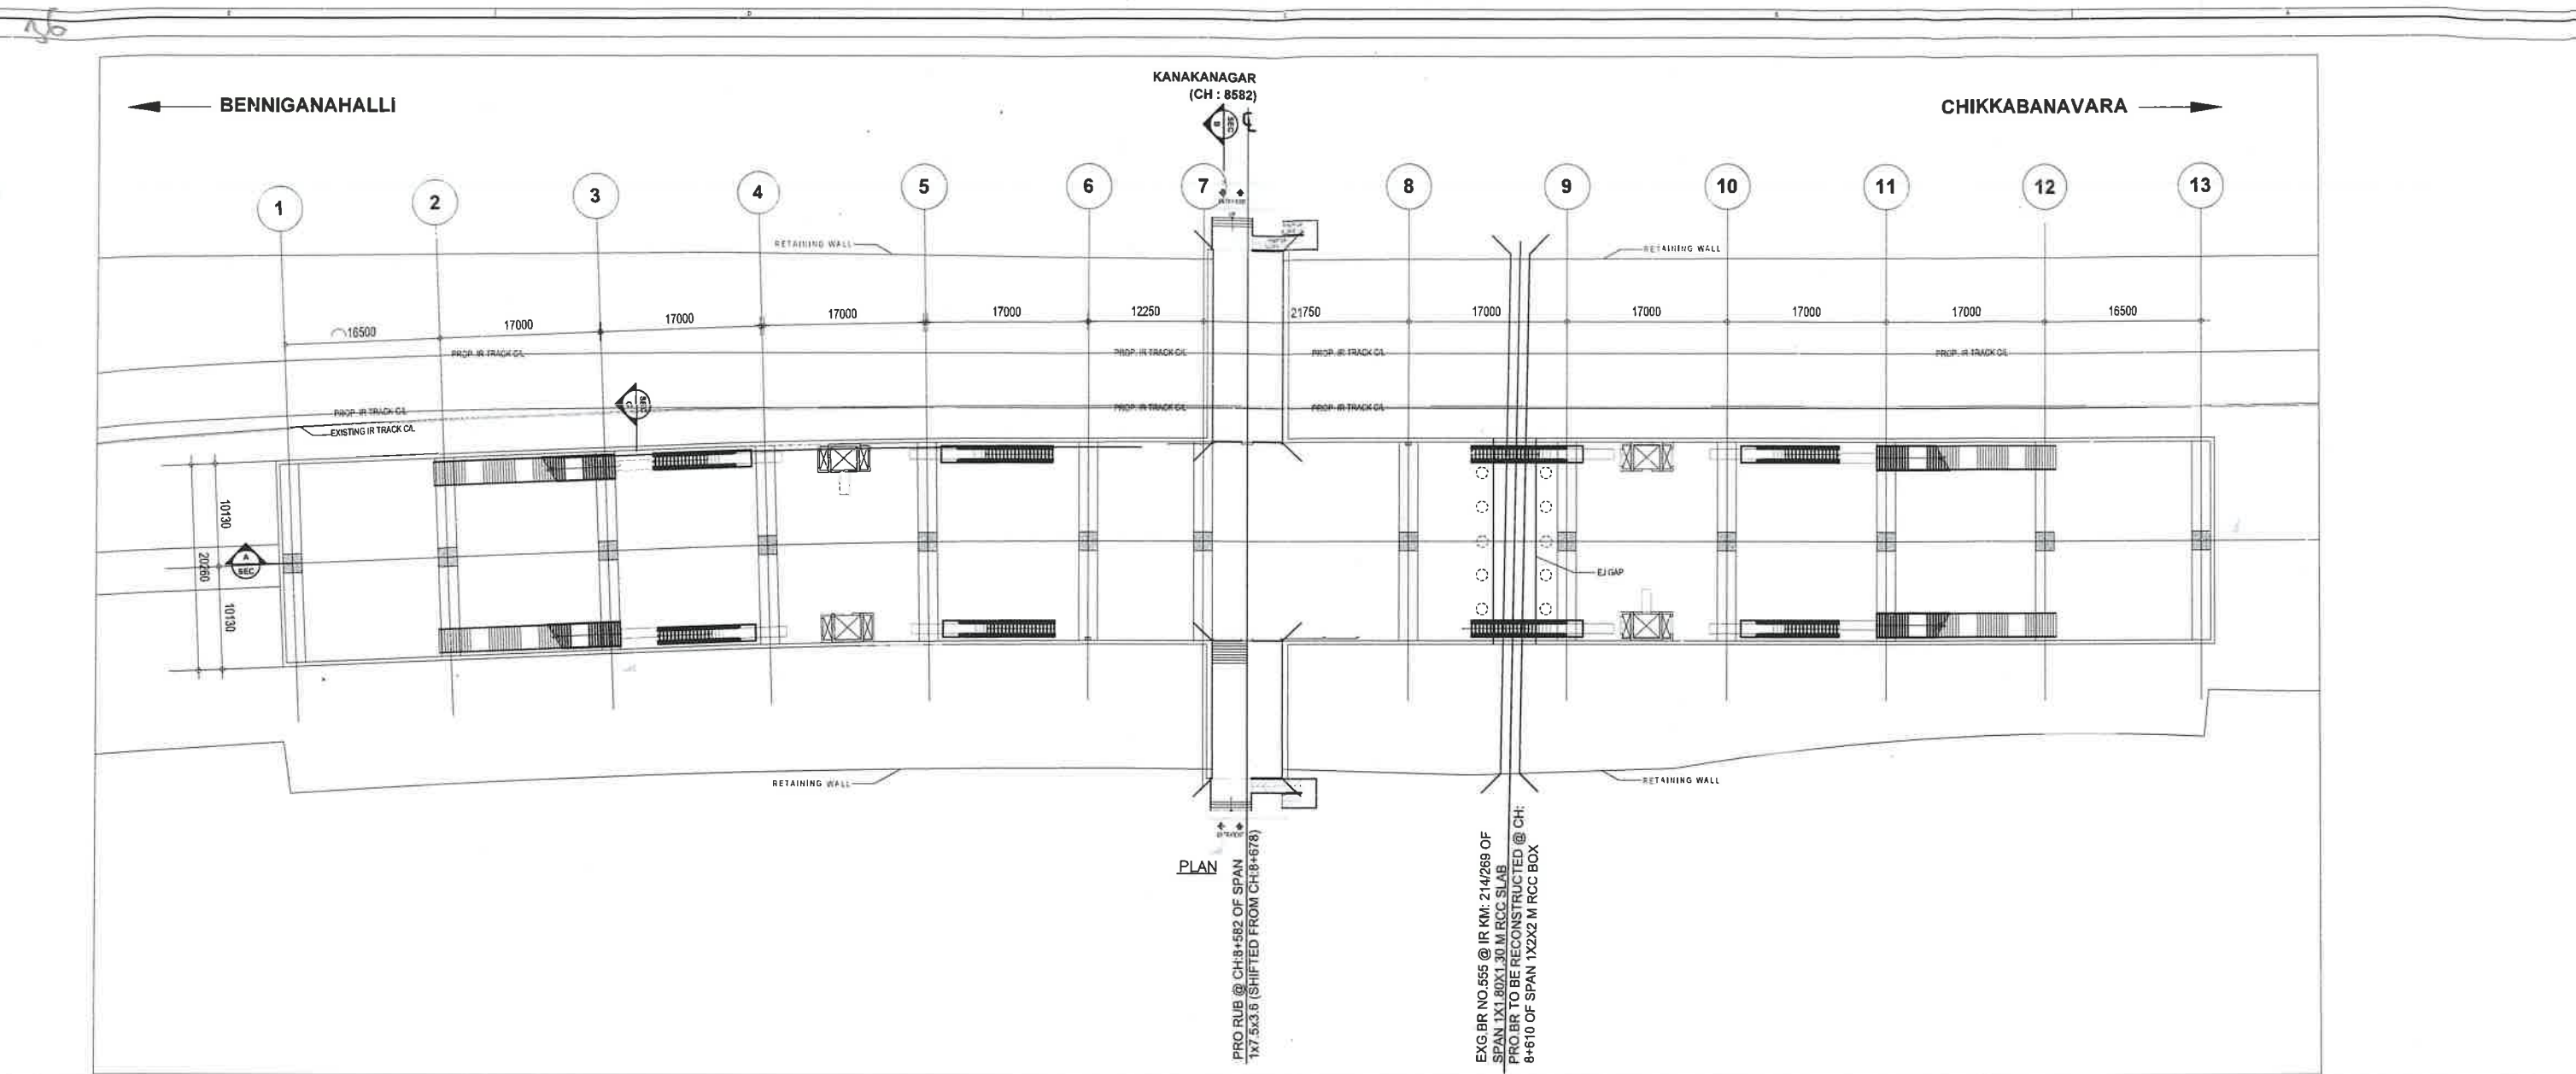 BENNIGANAHALLI
KANAKANAGAR
(CH : 8582)
CHIKKABANAVARA
SEC
B
1
2
3
4
5
6
7
8
9
10
11
12
13
RETAINING WALL
RETAINING WALL
16500
17000
17000
17000
17000
12250
21750
17000
17000
17000
17000
16500
PROP. IR TRACK C/L
PROP. IR TRACK C/L
PROP. IR TRACK C/L
PROP. IR TRACK C/L
PROP. IR TRACK C/L
PROP. IR TRACK C/L
PROP. IR TRACK C/L
EXISTING IR TRACK C/L
SEC
C
10130
20260
10130
A
SEC
EJ GAP
RETAINING WALL
RETAINING WALL
PLAN
PRO RUB @ CH:8+582 OF SPAN
1x7.5x3.6 (SHIFTED FROM CH:8+678)
EXG.BR NO.555 @ IR KM: 214/269 OF
SPAN 1X1.80X1.30 M RCC SLAB
PRO.BR TO BE RECONSTRUCTED @ CH:
8+610 OF SPAN 1X2X2 M RCC BOX